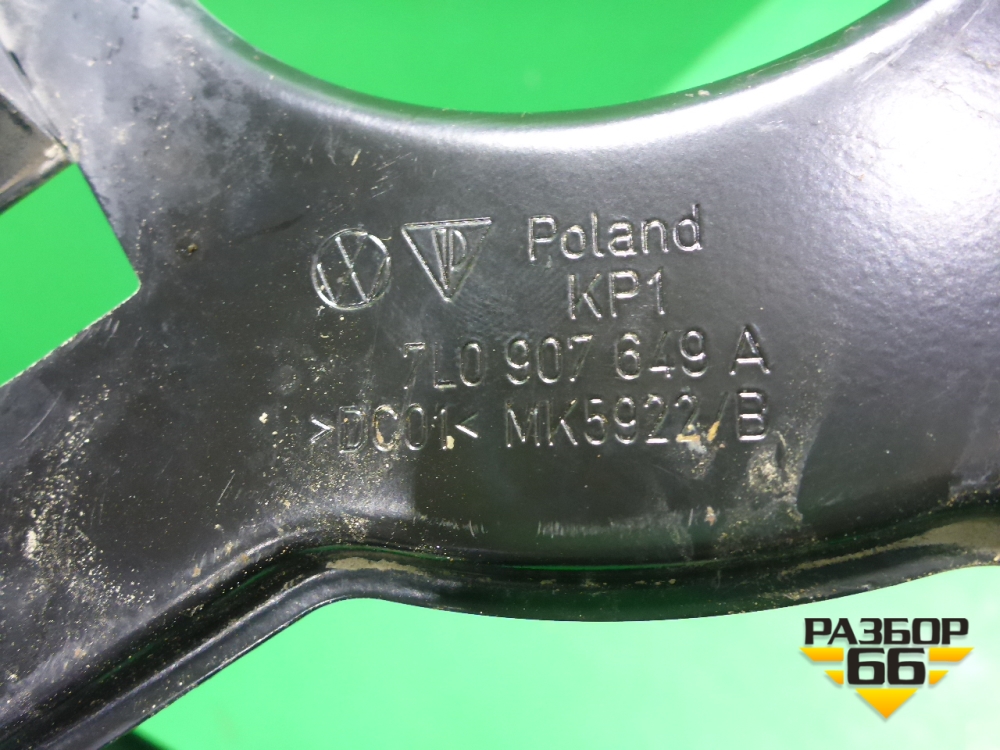 Poland
KP1
7L0 907 649 A
>DC01< MK5922/B
РАЗБОР
66